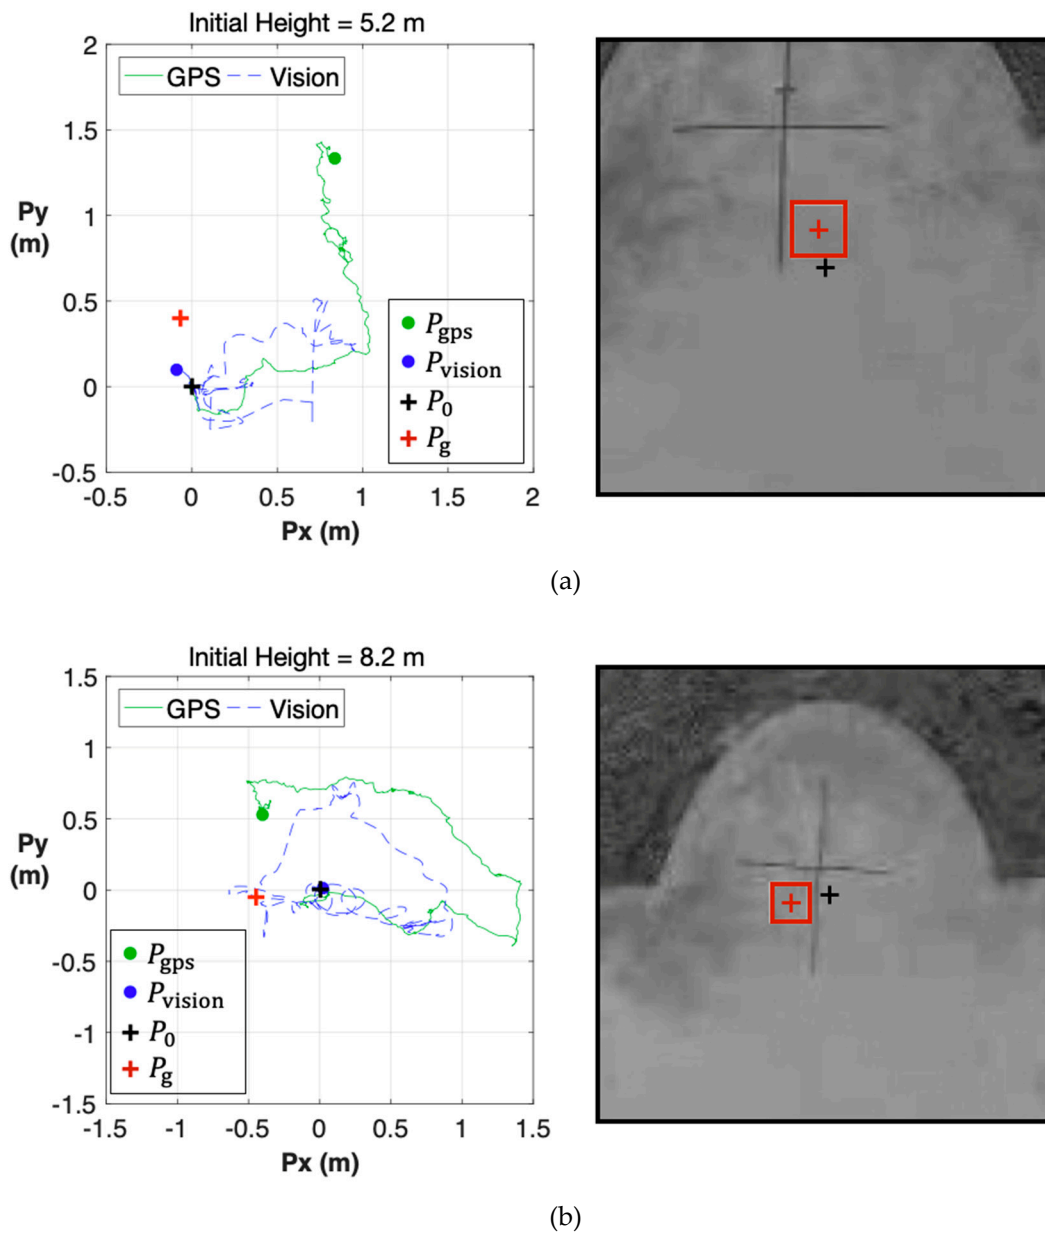 Initial Height = 5.2 m
2
1.5
1
0.5
0
-0.5
Py
(m)
GPS Vision
P_gps
P_vision
P_0
P_g
-0.5 0 0.5 1 1.5 2
Px (m)
(a)
Initial Height = 8.2 m
1.5
1
0.5
0
-0.5
-1
-1.5
Py
(m)
GPS Vision
P_gps
P_vision
P_0
P_g
-1.5 -1 -0.5 0 0.5 1 1.5
Px (m)
(b)